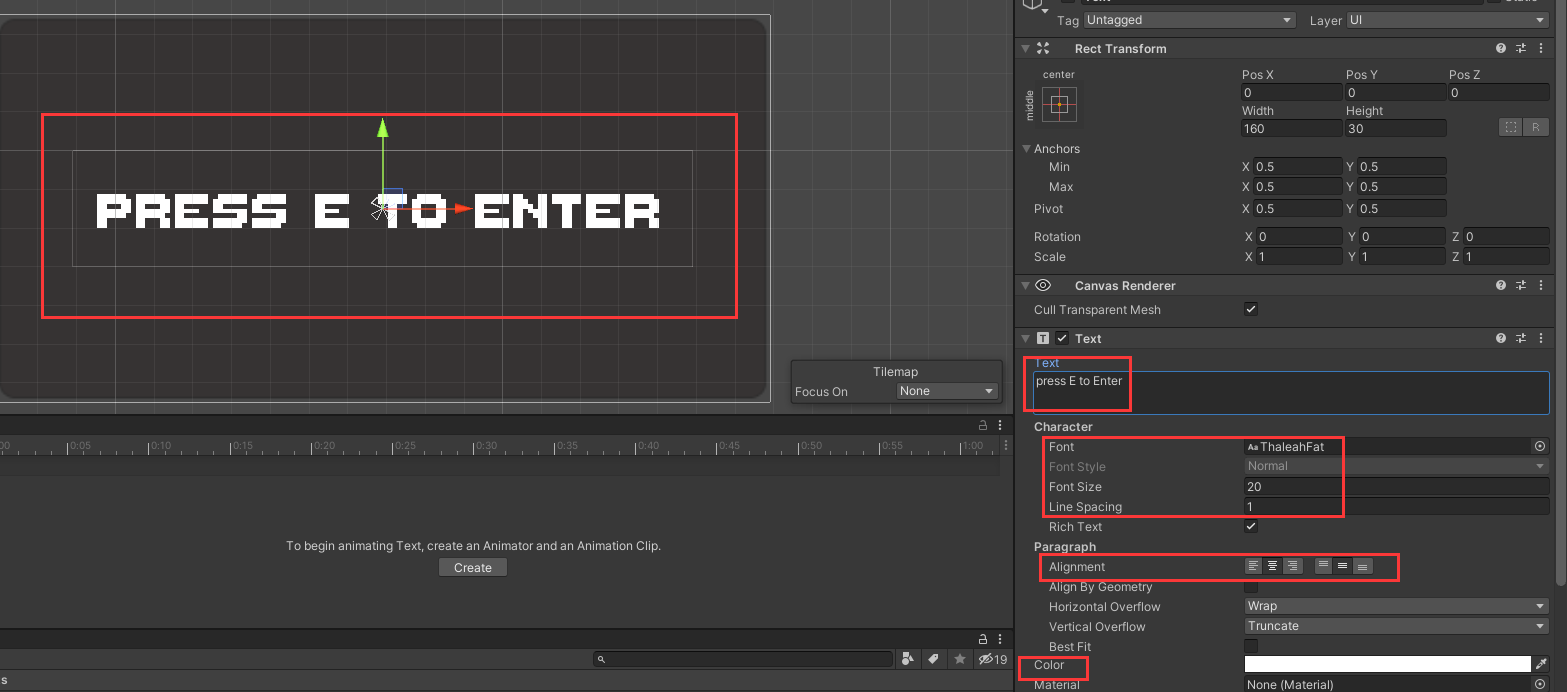 Tag Untagged Layer UI
Rect Transform
center
middle
Pos X Pos Y Pos Z
0 0 0
Width Height
160 30
R
Anchors
Min X 0.5 Y 0.5
Max X 0.5 Y 0.5
Pivot X 0.5 Y 0.5
Rotation X 0 Y 0 Z 0
Scale X 1 Y 1 Z 1
Canvas Renderer
Cull Transparent Mesh
Text
Text
press E to Enter
Character
Font Aa ThaleahFat
Font Style Normal
Font Size 20
Line Spacing 1
Rich Text
Paragraph
Alignment
Align By Geometry
Horizontal Overflow Wrap
Vertical Overflow Truncate
Best Fit
Color
Material None (Material)
PRESS E TO ENTER
Tilemap
Focus On None
0:05 0:10 0:15 0:20 0:25 0:30 0:35 0:40 0:45 0:50 0:55 1:00
To begin animating Text, create an Animator and an Animation Clip.
Create
19